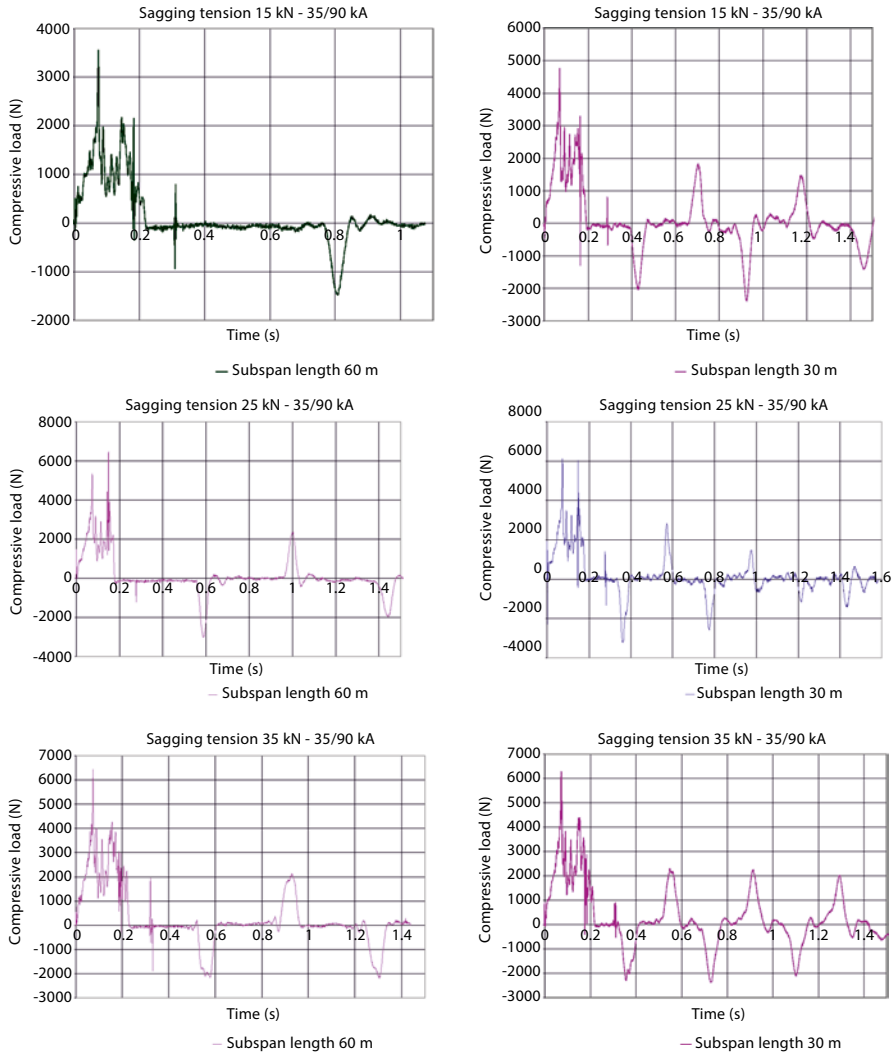 Sagging tension 15 kN - 35/90 kA
Compressive load (N)
4000
3000
2000
1000
0
-1000
-2000
0 0.2 0.4 0.6 0.8 1
Time (s)
Subspan length 60 m
Sagging tension 15 kN - 35/90 kA
Compressive load (N)
6000
5000
4000
3000
2000
1000
0
-1000
-2000
-3000
0 0.2 0.4 0.6 0.8 1 1.2 1.4
Time (s)
Subspan length 30 m
Sagging tension 25 kN - 35/90 kA
Compressive load (N)
8000
6000
4000
2000
0
-2000
-4000
0 0.2 0.4 0.6 0.8 1 1.2 1.4
Time (s)
Subspan length 60 m
Sagging tension 25 kN - 35/90 kA
Compressive load (N)
8000
6000
4000
2000
0
-2000
-4000
0 0.2 0.4 0.6 0.8 1 1.2 1.4 1.6
Time (s)
Subspan length 30 m
Sagging tension 35 kN - 35/90 kA
Compressive load (N)
7000
6000
5000
4000
3000
2000
1000
0
-1000
-2000
-3000
0 0.2 0.4 0.6 0.8 1 1.2 1.4
Time (s)
Subspan length 60 m
Sagging tension 35 kN - 35/90 kA
Compressive load (N)
7000
6000
5000
4000
3000
2000
1000
0
-1000
-2000
-3000
0 0.2 0.4 0.6 0.8 1 1.2 1.4
Time (s)
Subspan length 30 m